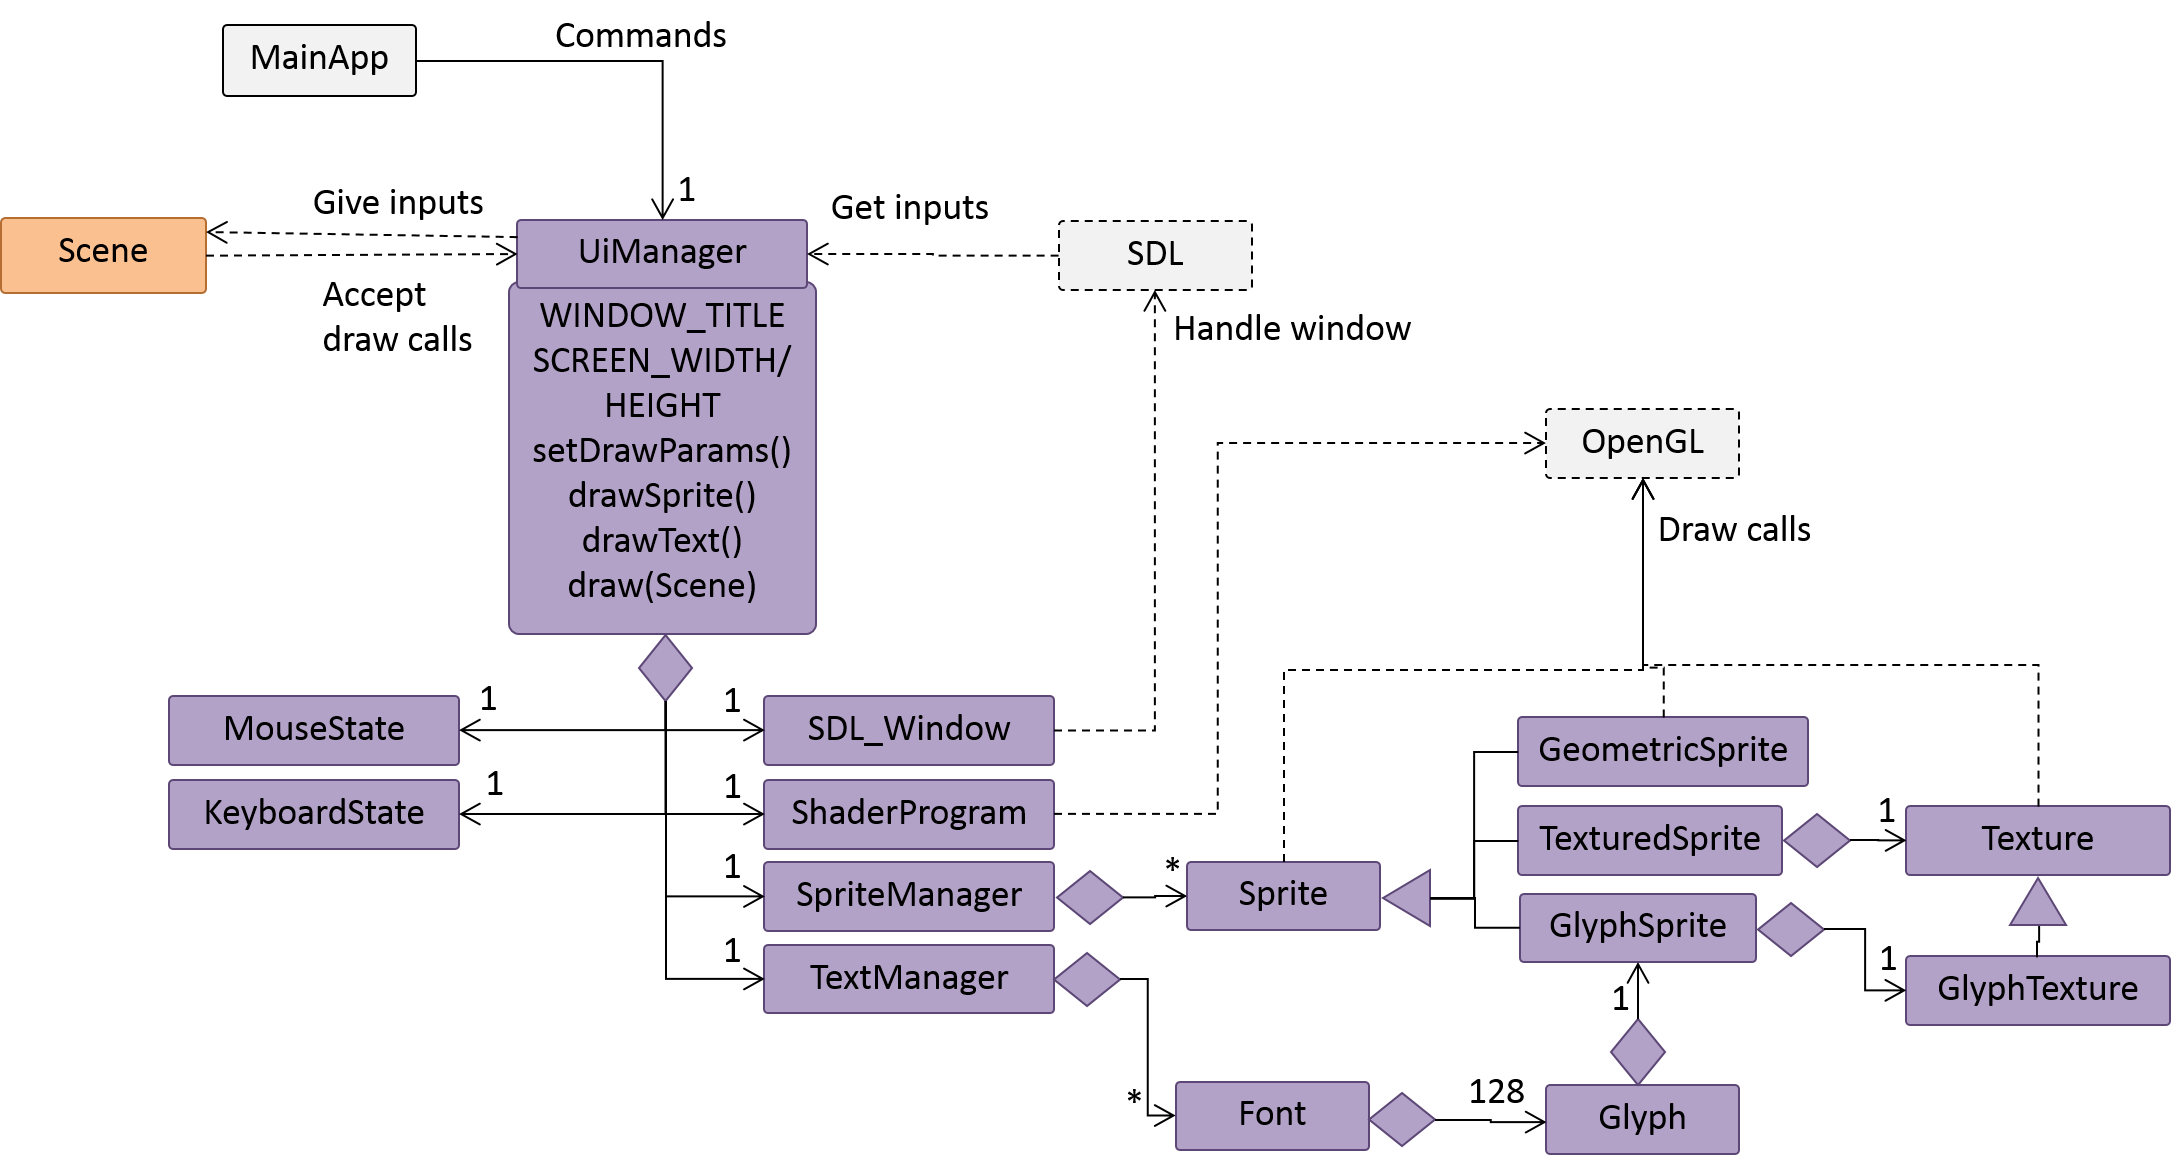 Commands
MainApp
1
Give inputs
Get inputs
Scene
UiManager
SDL
Accept
draw calls
WINDOW_TITLE
SCREEN_WIDTH/
HEIGHT
setDrawParams()
drawSprite()
drawText()
draw(Scene)
Handle window
OpenGL
Draw calls
1
1
MouseState
SDL_Window
GeometricSprite
1
1
KeyboardState
ShaderProgram
TexturedSprite
1
Texture
1
SpriteManager
*
Sprite
GlyphSprite
1
TextManager
1
1
GlyphTexture
*
Font
128
Glyph